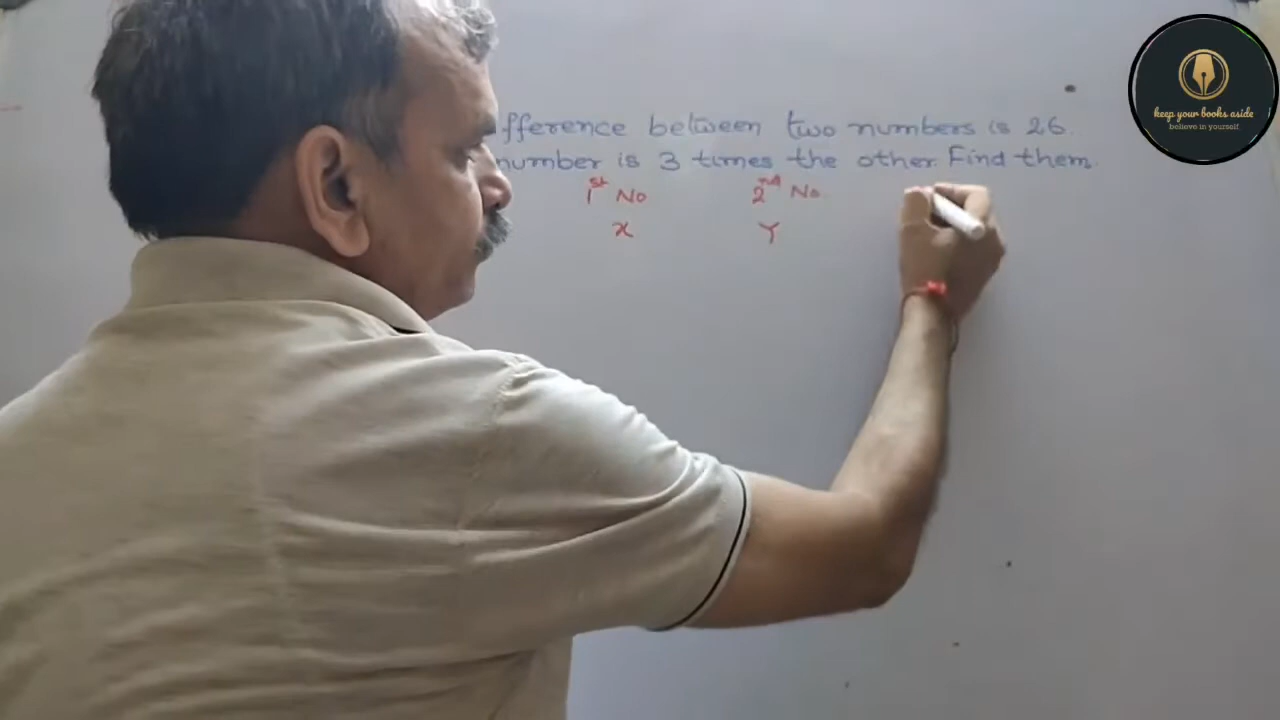 fference between two numbers is 26.
number is 3 times the other. Find them.
1st No 2nd No.
x y
keep your books aside
believe in yourself